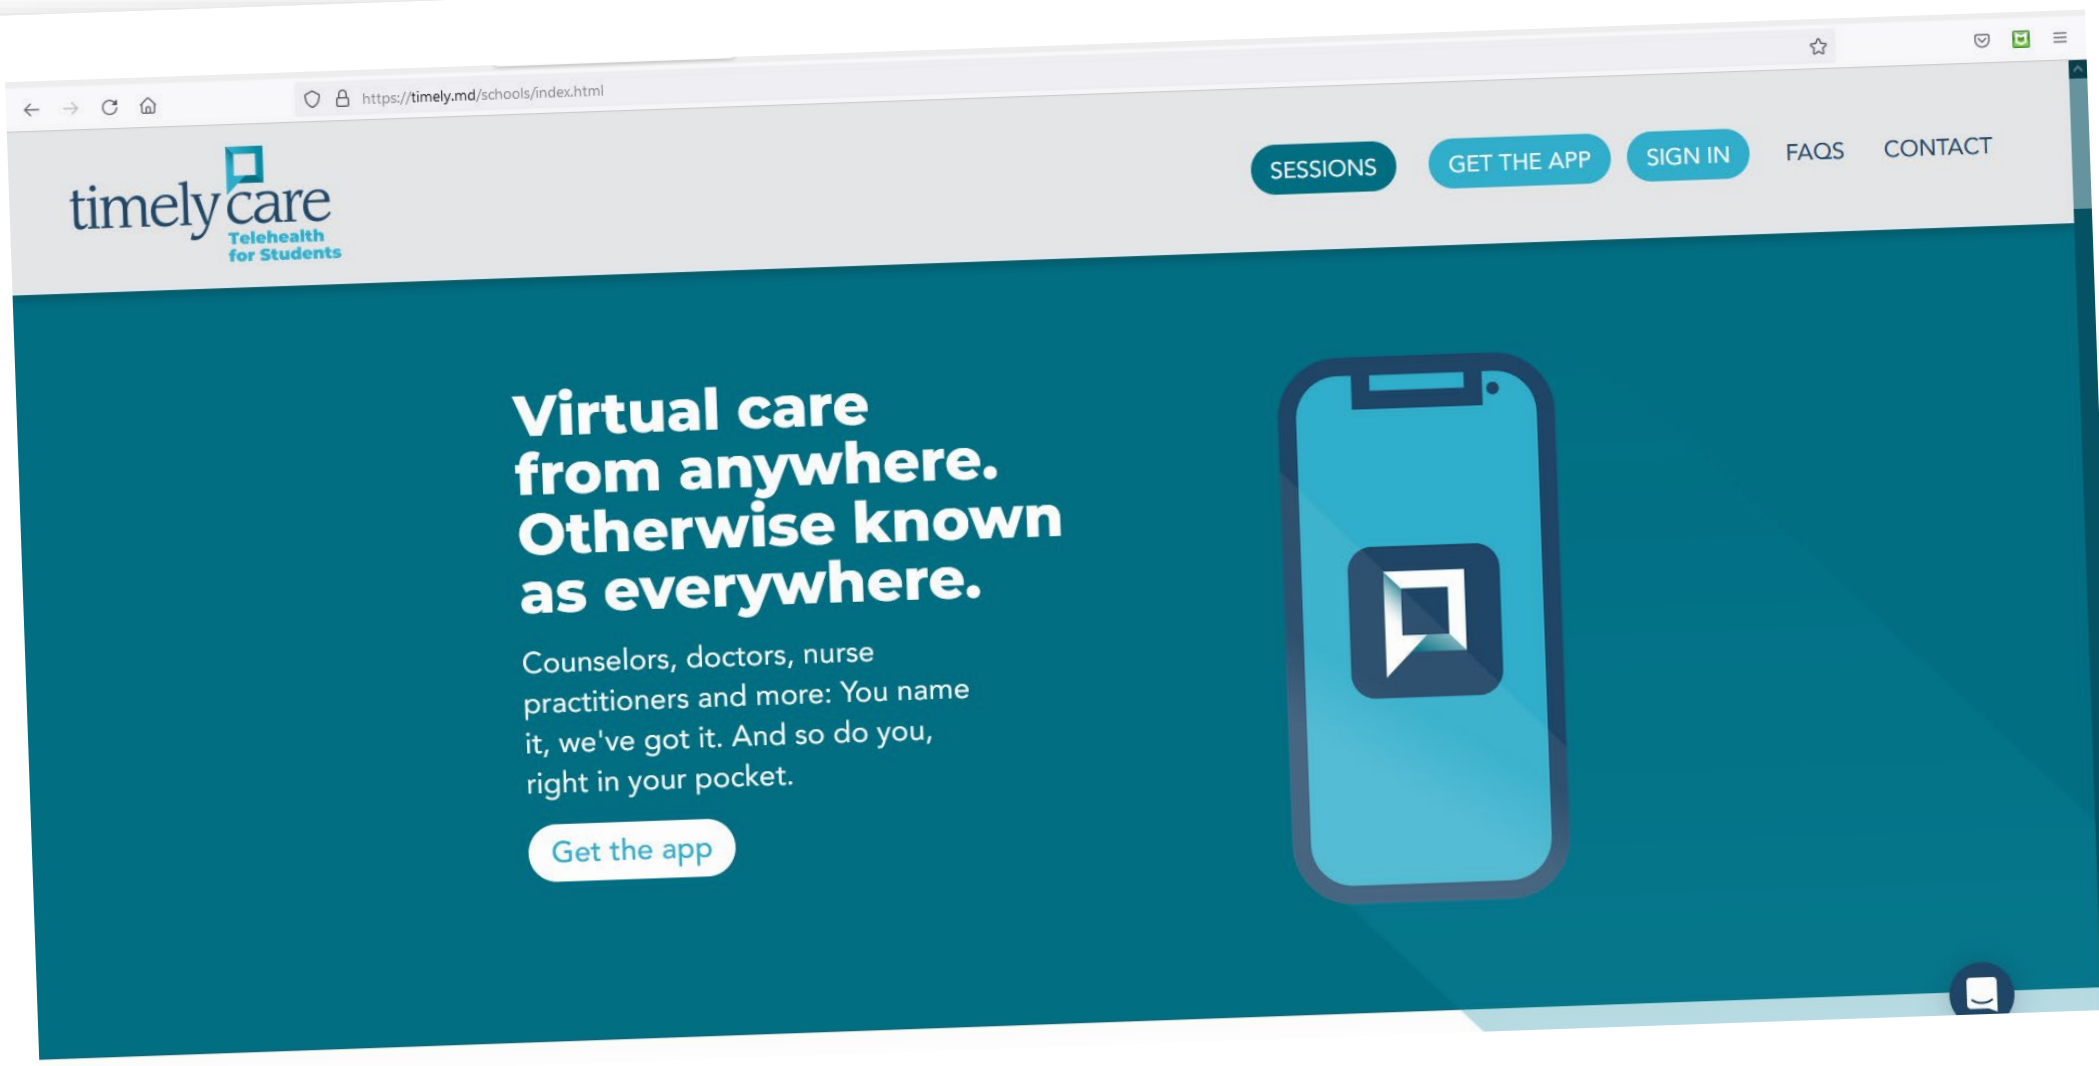 https://timely.md/schools/index.html
timelycare
Telehealth
for Students
SESSIONS
GET THE APP
SIGN IN
FAQS
CONTACT
Virtual care
from anywhere.
Otherwise known
as everywhere.
Counselors, doctors, nurse
practitioners and more: You name
it, we've got it. And so do you,
right in your pocket.
Get the app